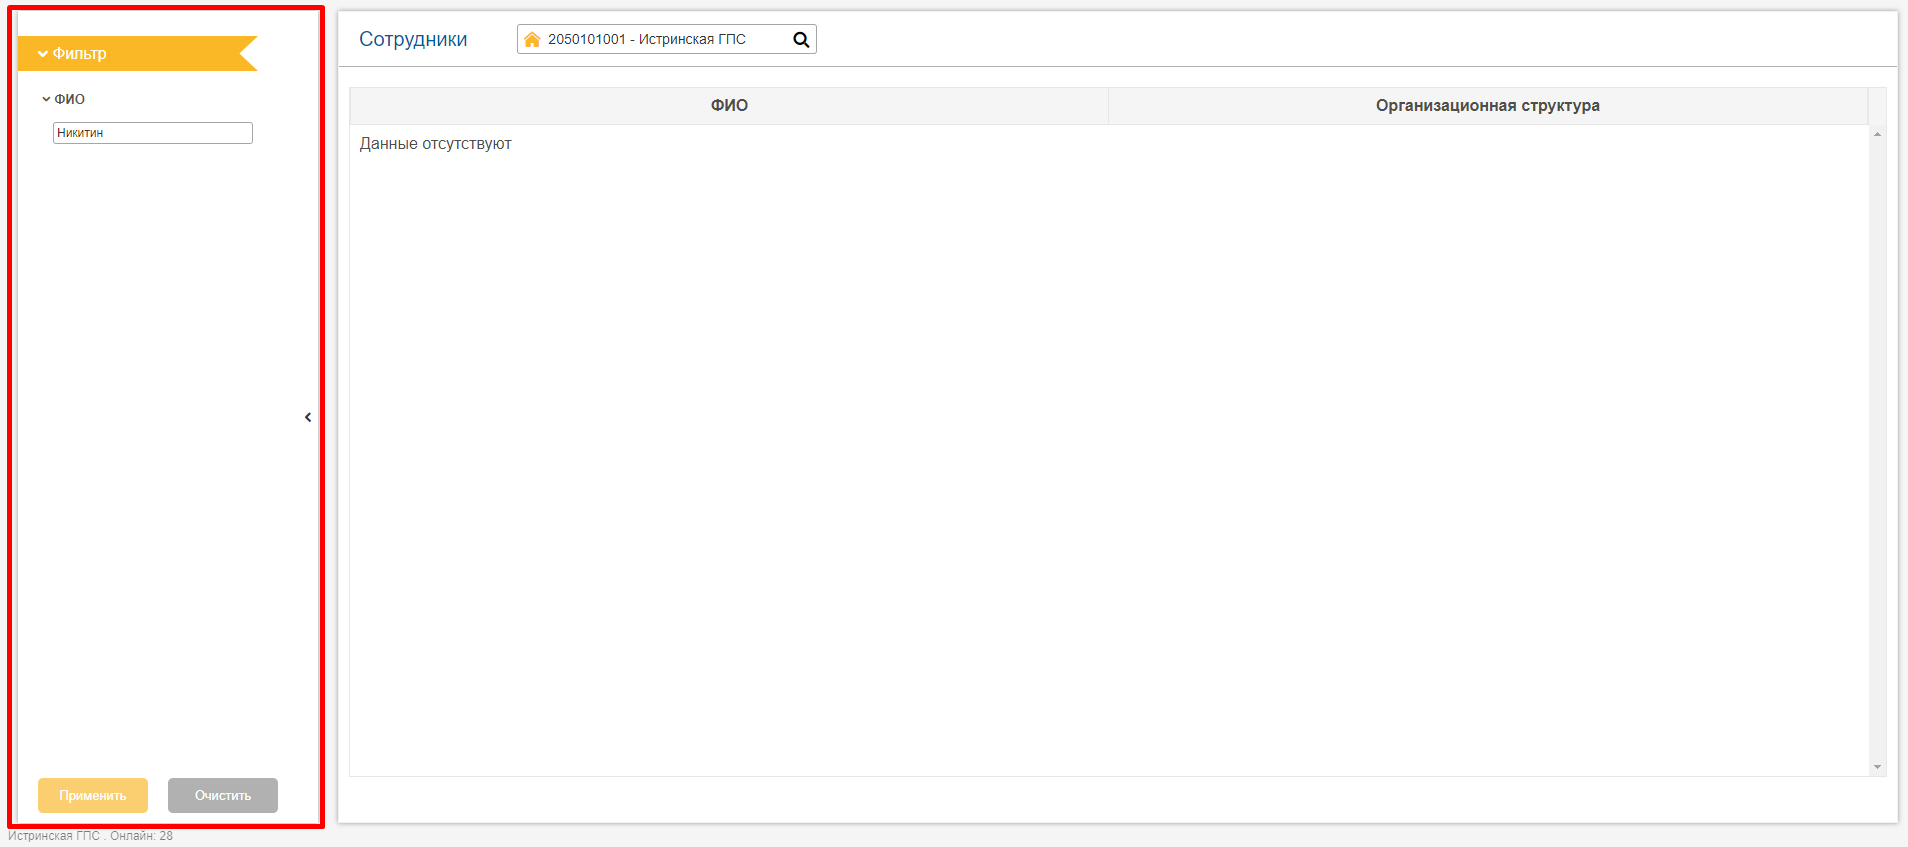 Фильтр
ФИО
Никитин
Применить
Очистить
Сотрудники
2050101001 - Истринская ГПС
ФИО
Организационная структура
Данные отсутствуют
Истринская ГПС . Онлайн: 28